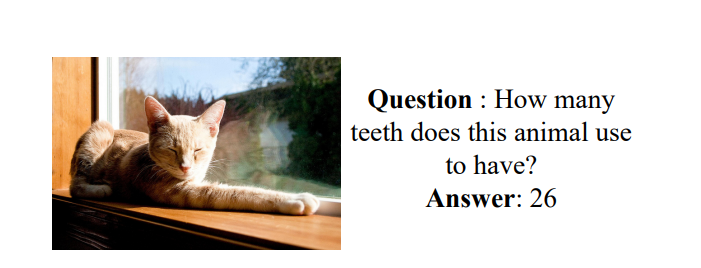 Question : How many
teeth does this animal use
to have?
Answer: 26